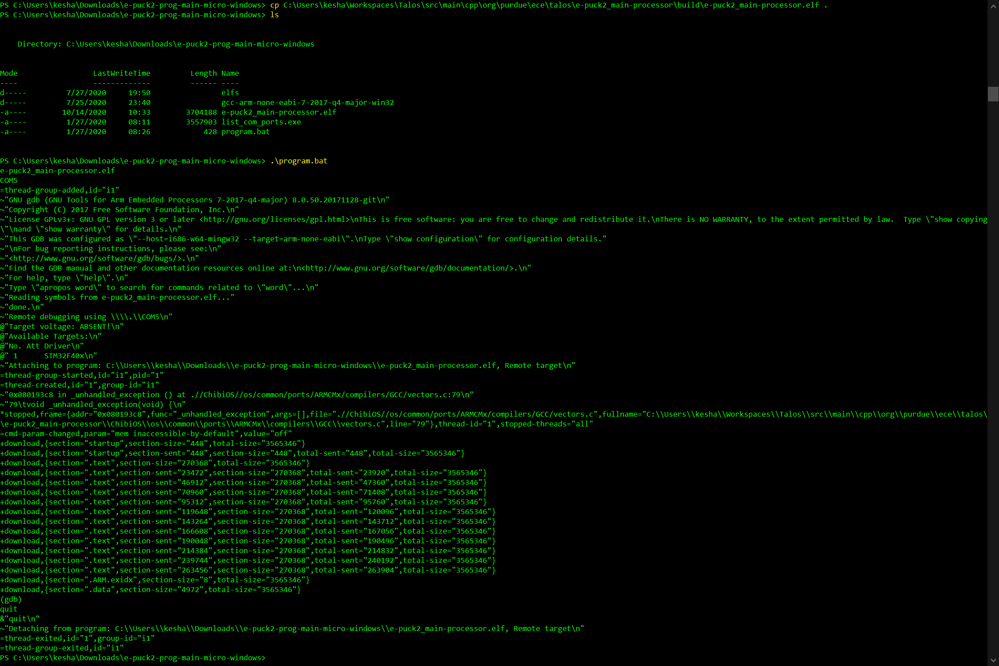 PS C:\Users\kesha\Downloads\e-puck2-prog-main-micro-windows> cp C:\Users\kesha\Workspaces\Talos\src\main\cpp\org\purdue\ece\talos\e-puck2_main-processor\build\e-puck2_main-processor.elf .
PS C:\Users\kesha\Downloads\e-puck2-prog-main-micro-windows> ls
    Directory: C:\Users\kesha\Downloads\e-puck2-prog-main-micro-windows
Mode                 LastWriteTime         Length Name
----                 -------------         ------ ----
d-----         7/27/2020     19:50                elfs
d-----         7/25/2020     23:40                gcc-arm-none-eabi-7-2017-q4-major-win32
-a----        10/14/2020     10:33        3704188 e-puck2_main-processor.elf
-a----         1/27/2020     08:11        3557903 list_com_ports.exe
-a----         1/27/2020     08:26            428 program.bat
PS C:\Users\kesha\Downloads\e-puck2-prog-main-micro-windows> .\program.bat
e-puck2_main-processor.elf
COM5
=thread-group-added,id="i1"
~"GNU gdb (GNU Tools for Arm Embedded Processors 7-2017-q4-major) 8.0.50.20171128-git\n"
~"Copyright (C) 2017 Free Software Foundation, Inc.\n"
~"License GPLv3+: GNU GPL version 3 or later <http://gnu.org/licenses/gpl.html>\nThis is free software: you are free to change and redistribute it.\nThere is NO WARRANTY, to the extent permitted by law.  Type \"show copying
\"\nand \"show warranty\" for details.\n"
~"This GDB was configured as \"--host=i686-w64-mingw32 --target=arm-none-eabi\".\nType \"show configuration\" for configuration details."
~"\nFor bug reporting instructions, please see:\n"
~"<http://www.gnu.org/software/gdb/bugs/>.\n"
~"Find the GDB manual and other documentation resources online at:\n<http://www.gnu.org/software/gdb/documentation/>.\n"
~"For help, type \"help\".\n"
~"Type \"apropos word\" to search for commands related to \"word\"...\n"
~"Reading symbols from e-puck2_main-processor.elf..."
~"done.\n"
~"Remote debugging using \\\\.\\COM5\n"
@"Target voltage: ABSENT!\n"
@"Available Targets:\n"
@"No. Att Driver\n"
@" 1      STM32F40x\n"
~"Attaching to program: C:\\Users\\kesha\\Downloads\\e-puck2-prog-main-micro-windows\\e-puck2_main-processor.elf, Remote target\n"
=thread-group-started,id="i1",pid="1"
=thread-created,id="1",group-id="i1"
~"0x080193c8 in _unhandled_exception () at .//ChibiOS//os/common/ports/ARMCMx/compilers/GCC/vectors.c:79\n"
~"79\tvoid _unhandled_exception(void) {\n"
*stopped,frame={addr="0x080193c8",func="_unhandled_exception",args=[],file=".//ChibiOS//os/common/ports/ARMCMx/compilers/GCC/vectors.c",fullname="C:\\Users\\kesha\\Workspaces\\Talos\\src\\main\\cpp\\org\\purdue\\ece\\talos\
\e-puck2_main-processor\\ChibiOS\\os\\common\\ports\\ARMCMx\\compilers\\GCC\\vectors.c",line="79"},thread-id="1",stopped-threads="all"
=cmd-param-changed,param="mem inaccessible-by-default",value="off"
+download,{section="startup",section-size="448",total-size="3565346"}
+download,{section="startup",section-sent="448",section-size="448",total-sent="448",total-size="3565346"}
+download,{section=".text",section-size="270368",total-size="3565346"}
+download,{section=".text",section-sent="23472",section-size="270368",total-sent="23920",total-size="3565346"}
+download,{section=".text",section-sent="46912",section-size="270368",total-sent="47360",total-size="3565346"}
+download,{section=".text",section-sent="70960",section-size="270368",total-sent="71408",total-size="3565346"}
+download,{section=".text",section-sent="95312",section-size="270368",total-sent="95760",total-size="3565346"}
+download,{section=".text",section-sent="119648",section-size="270368",total-sent="120096",total-size="3565346"}
+download,{section=".text",section-sent="143264",section-size="270368",total-sent="143712",total-size="3565346"}
+download,{section=".text",section-sent="166608",section-size="270368",total-sent="167056",total-size="3565346"}
+download,{section=".text",section-sent="190048",section-size="270368",total-sent="190496",total-size="3565346"}
+download,{section=".text",section-sent="214384",section-size="270368",total-sent="214832",total-size="3565346"}
+download,{section=".text",section-sent="239744",section-size="270368",total-sent="240192",total-size="3565346"}
+download,{section=".text",section-sent="263456",section-size="270368",total-sent="263904",total-size="3565346"}
+download,{section=".ARM.exidx",section-size="8",total-size="3565346"}
+download,{section=".data",section-size="4972",total-size="3565346"}
(gdb)
quit
&"quit\n"
~"Detaching from program: C:\\Users\\kesha\\Downloads\\e-puck2-prog-main-micro-windows\\e-puck2_main-processor.elf, Remote target\n"
=thread-exited,id="1",group-id="i1"
=thread-group-exited,id="i1"
PS C:\Users\kesha\Downloads\e-puck2-prog-main-micro-windows>